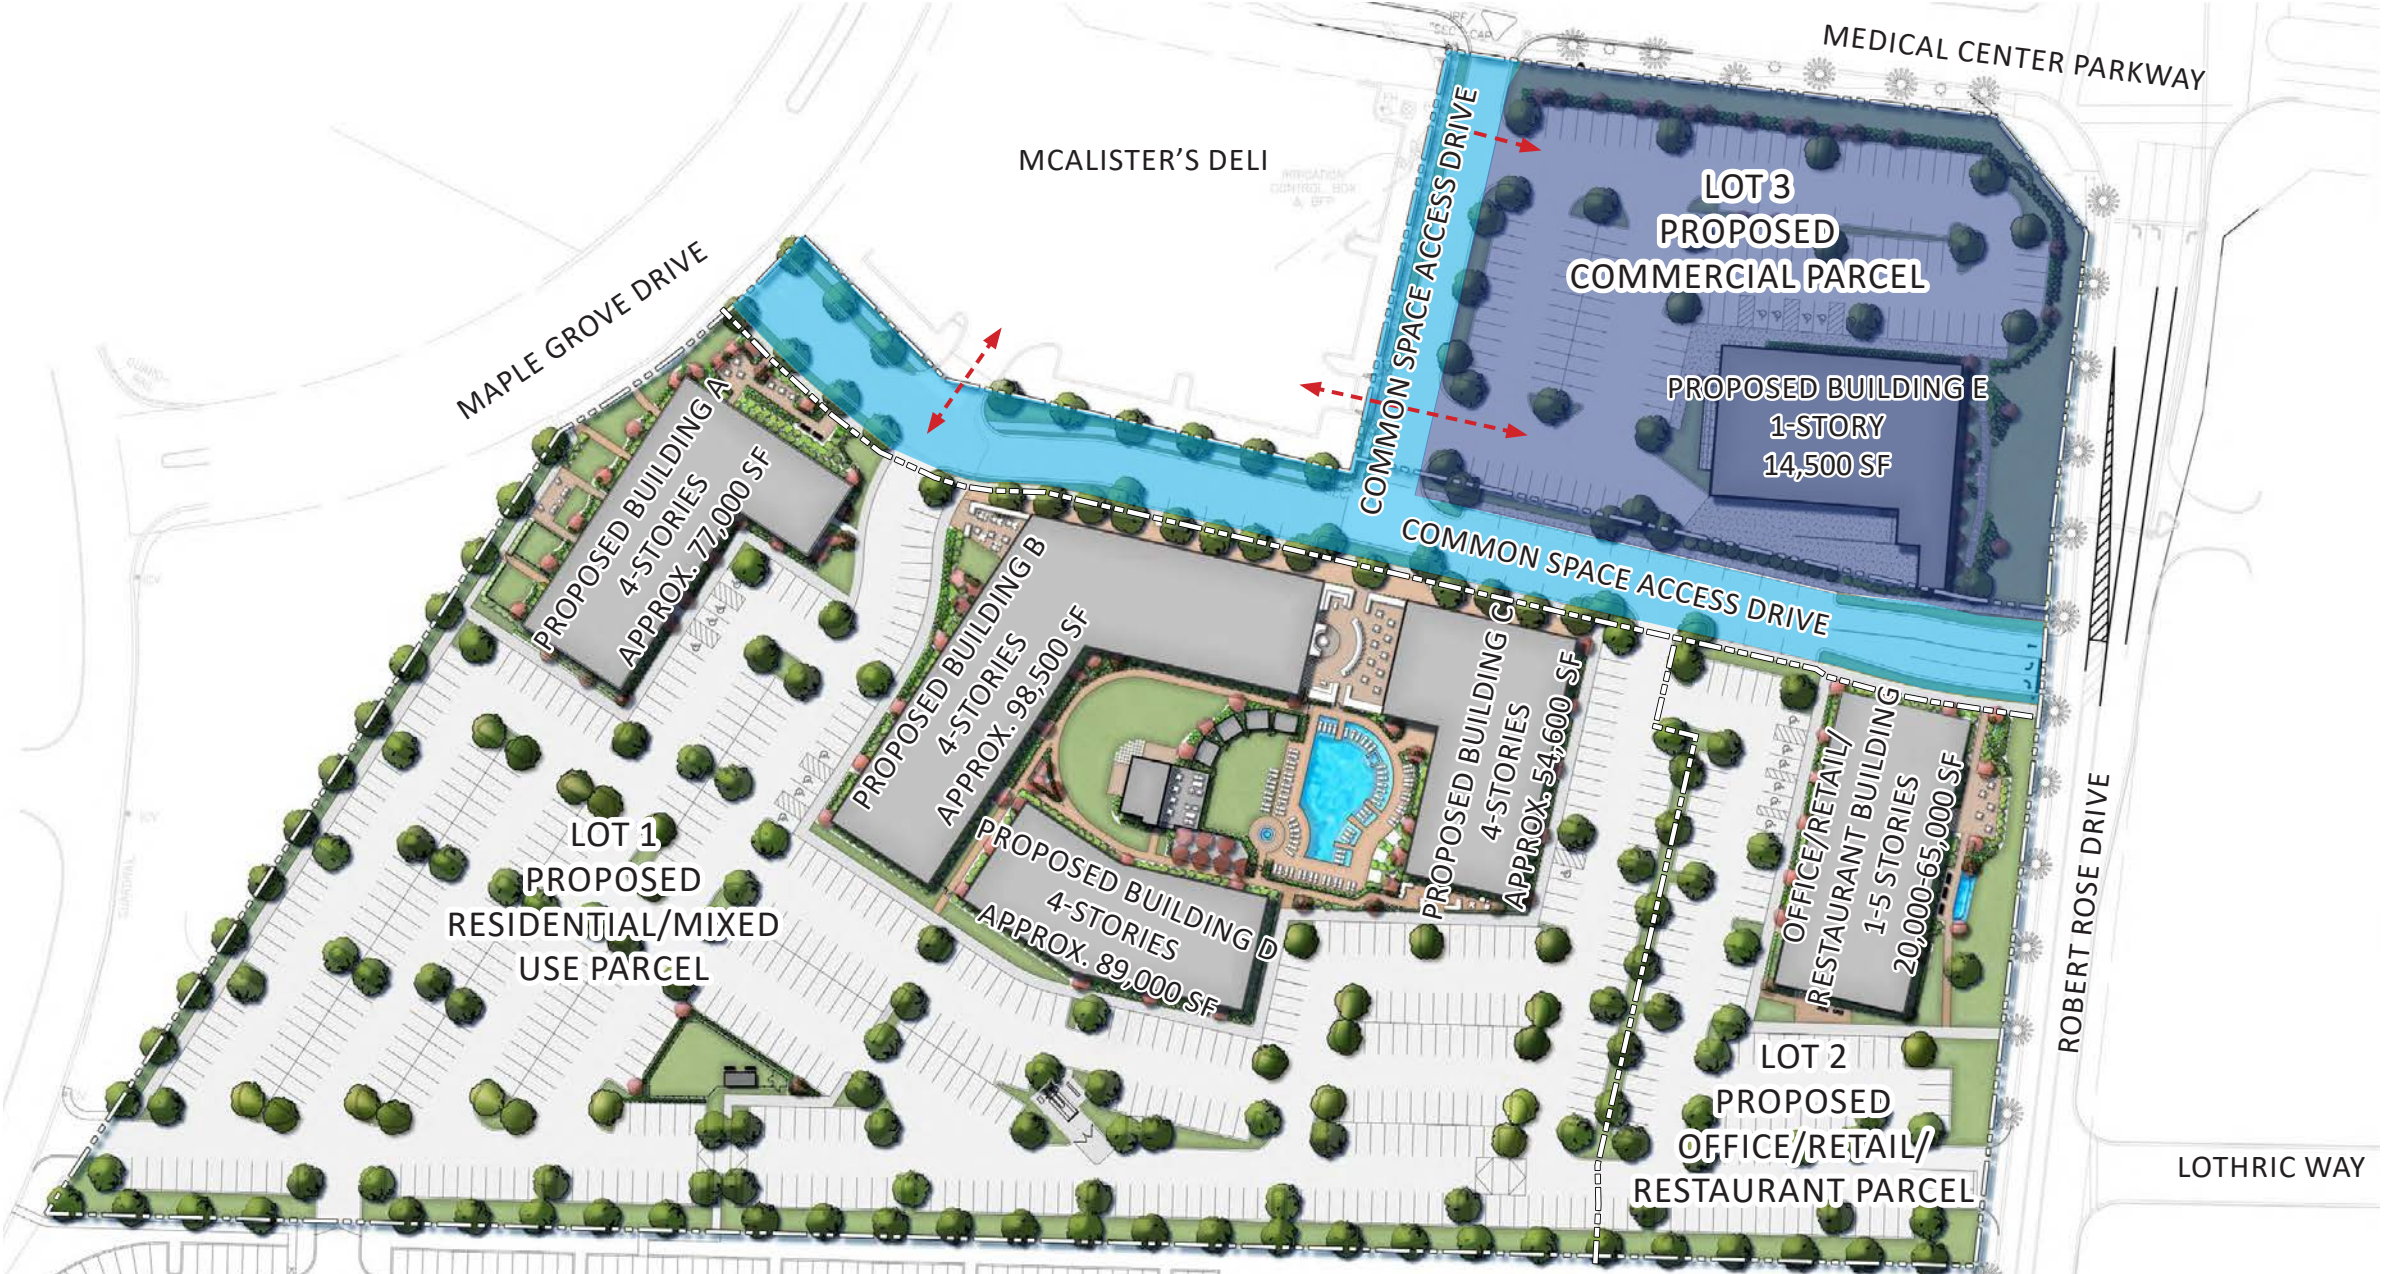 MEDICAL CENTER PARKWAY
MCALISTER'S DELI
IRRIGATION
CONTROL BOX
& BFP
COMMON SPACE ACCESS DRIVE
LOT 3
PROPOSED
COMMERCIAL PARCEL
MAPLE GROVE DRIVE
PROPOSED BUILDING E
1-STORY
14,500 SF
PROPOSED BUILDING A
4-STORIES
APPROX. 77,000 SF
COMMON SPACE ACCESS DRIVE
PROPOSED BUILDING B
4-STORIES
APPROX. 98,500 SF
PROPOSED BUILDING C
4-STORIES
APPROX. 54,600 SF
OFFICE/RETAIL/
RESTAURANT BUILDING
1-5 STORIES
20,000-65,000 SF
ROBERT ROSE DRIVE
LOT 1
PROPOSED
RESIDENTIAL/MIXED
USE PARCEL
PROPOSED BUILDING D
4-STORIES
APPROX. 89,000 SF
LOT 2
PROPOSED
OFFICE/RETAIL/
RESTAURANT PARCEL
LOTHRIC WAY